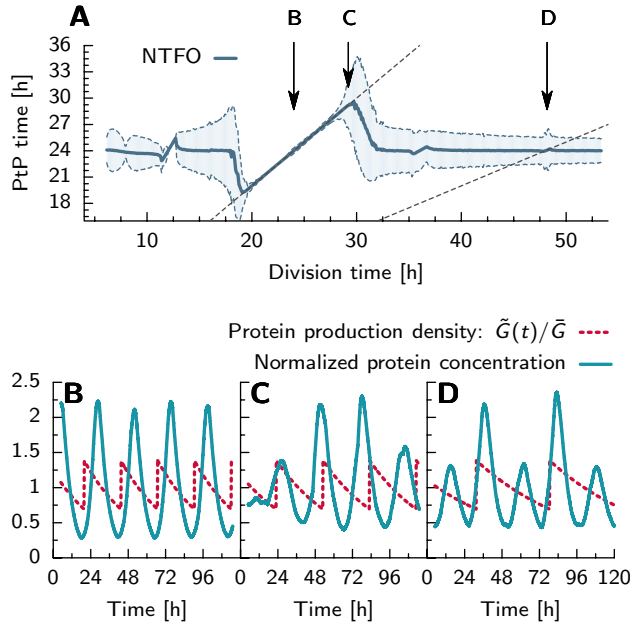 A
B
C
D
NTFO
PtP time [h]
36
33
30
27
24
21
18
10 20 30 40 50
Division time [h]
Protein production density: G̃(t)/Ḡ
Normalized protein concentration
B
C
D
2.5
2
1.5
1
0.5
0
0 24 48 72 96 0 24 48 72 96 0 24 48 72 96 120
Time [h]
Time [h]
Time [h]